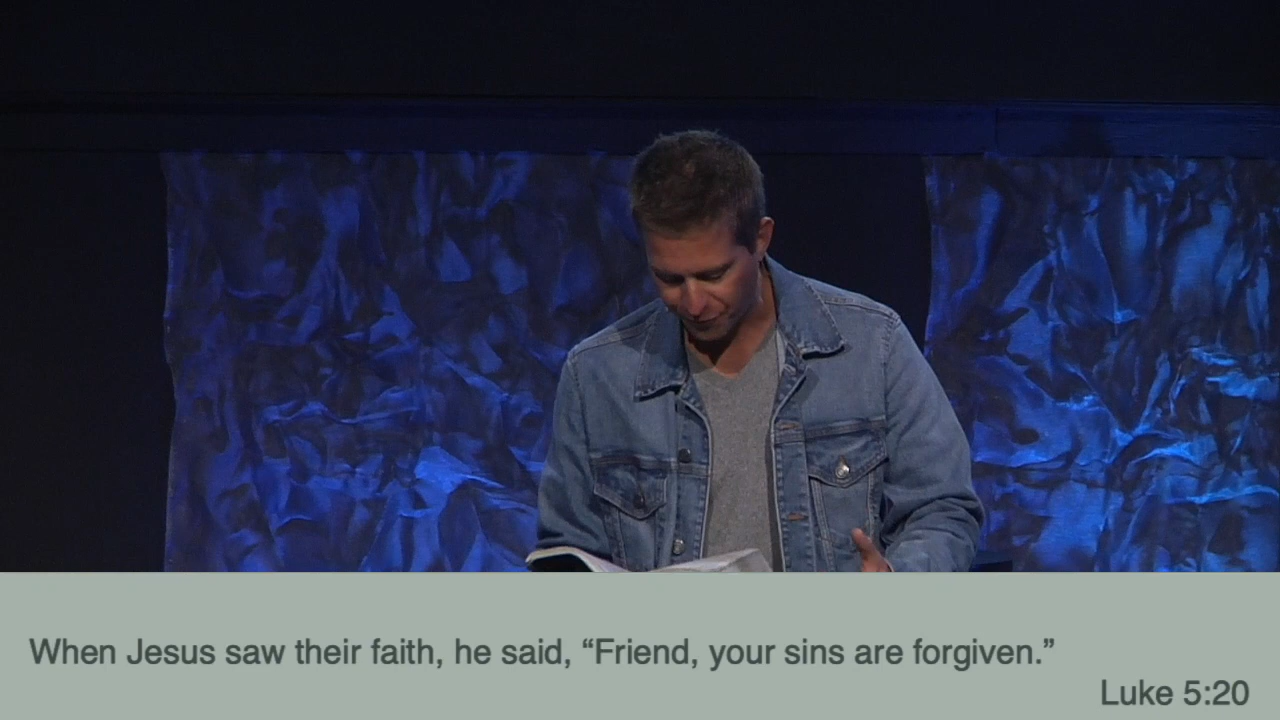 When Jesus saw their faith, he said, “Friend, your sins are forgiven.”
Luke 5:20